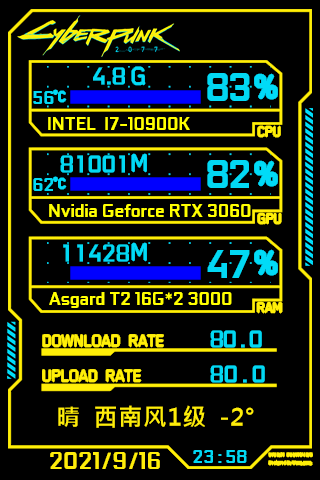 Cyberpunk
2077
4.8G
83%
56℃
INTEL I7-10900K
CPU
81001M
82%
62℃
Nvidia Geforce RTX 3060
GPU
11428M
47%
Asgard T2 16G*2 3000
RAM
DOWNLOAD RATE 80.0
UPLOAD RATE 80.0
晴 西南风1级 -2°
2021/9/16 23:58